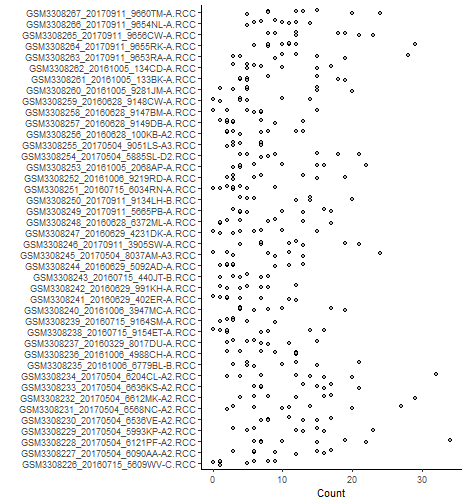 GSM3308267_20170911_9660TM-A.RCC
GSM3308266_20170911_9654NL-A.RCC
GSM3308265_20170911_9656CW-A.RCC
GSM3308264_20170911_9655RK-A.RCC
GSM3308263_20170911_9653RA-A.RCC
GSM3308262_20161005_134CD-A.RCC
GSM3308261_20161005_133BK-A.RCC
GSM3308260_20161005_9281JM-A.RCC
GSM3308259_20160628_9148CW-A.RCC
GSM3308258_20160628_9147BM-A.RCC
GSM3308257_20160628_9149DB-A.RCC
GSM3308256_20160628_100KB-A2.RCC
GSM3308255_20170504_9051LS-A3.RCC
GSM3308254_20170504_5885SL-D2.RCC
GSM3308253_20161005_2068AP-A.RCC
GSM3308252_20161006_9219RD-A.RCC
GSM3308251_20160715_6034RN-A.RCC
GSM3308250_20170911_9134LH-B.RCC
GSM3308249_20170911_5665PB-A.RCC
GSM3308248_20160628_6372ML-A.RCC
GSM3308247_20160629_4231DK-A.RCC
GSM3308246_20170911_3905SW-A.RCC
GSM3308245_20170504_8037AM-A3.RCC
GSM3308244_20160629_5092AD-A.RCC
GSM3308243_20160715_440JT-B.RCC
GSM3308242_20160629_991KH-A.RCC
GSM3308241_20160629_402ER-A.RCC
GSM3308240_20161006_3947MC-A.RCC
GSM3308239_20160715_9164SM-A.RCC
GSM3308238_20160715_9154ET-A.RCC
GSM3308237_20160329_8017DU-A.RCC
GSM3308236_20161006_4988CH-A.RCC
GSM3308235_20161006_6779BL-B.RCC
GSM3308234_20170504_6204CL-A2.RCC
GSM3308233_20170504_6636KS-A2.RCC
GSM3308232_20170504_6612MK-A2.RCC
GSM3308231_20170504_6568NC-A2.RCC
GSM3308230_20170504_6536VE-A2.RCC
GSM3308229_20170504_5993KP-A2.RCC
GSM3308228_20170504_6121PF-A2.RCC
GSM3308227_20170504_6090AA-A2.RCC
GSM3308226_20160715_5609WV-C.RCC
0 10 20 30
Count